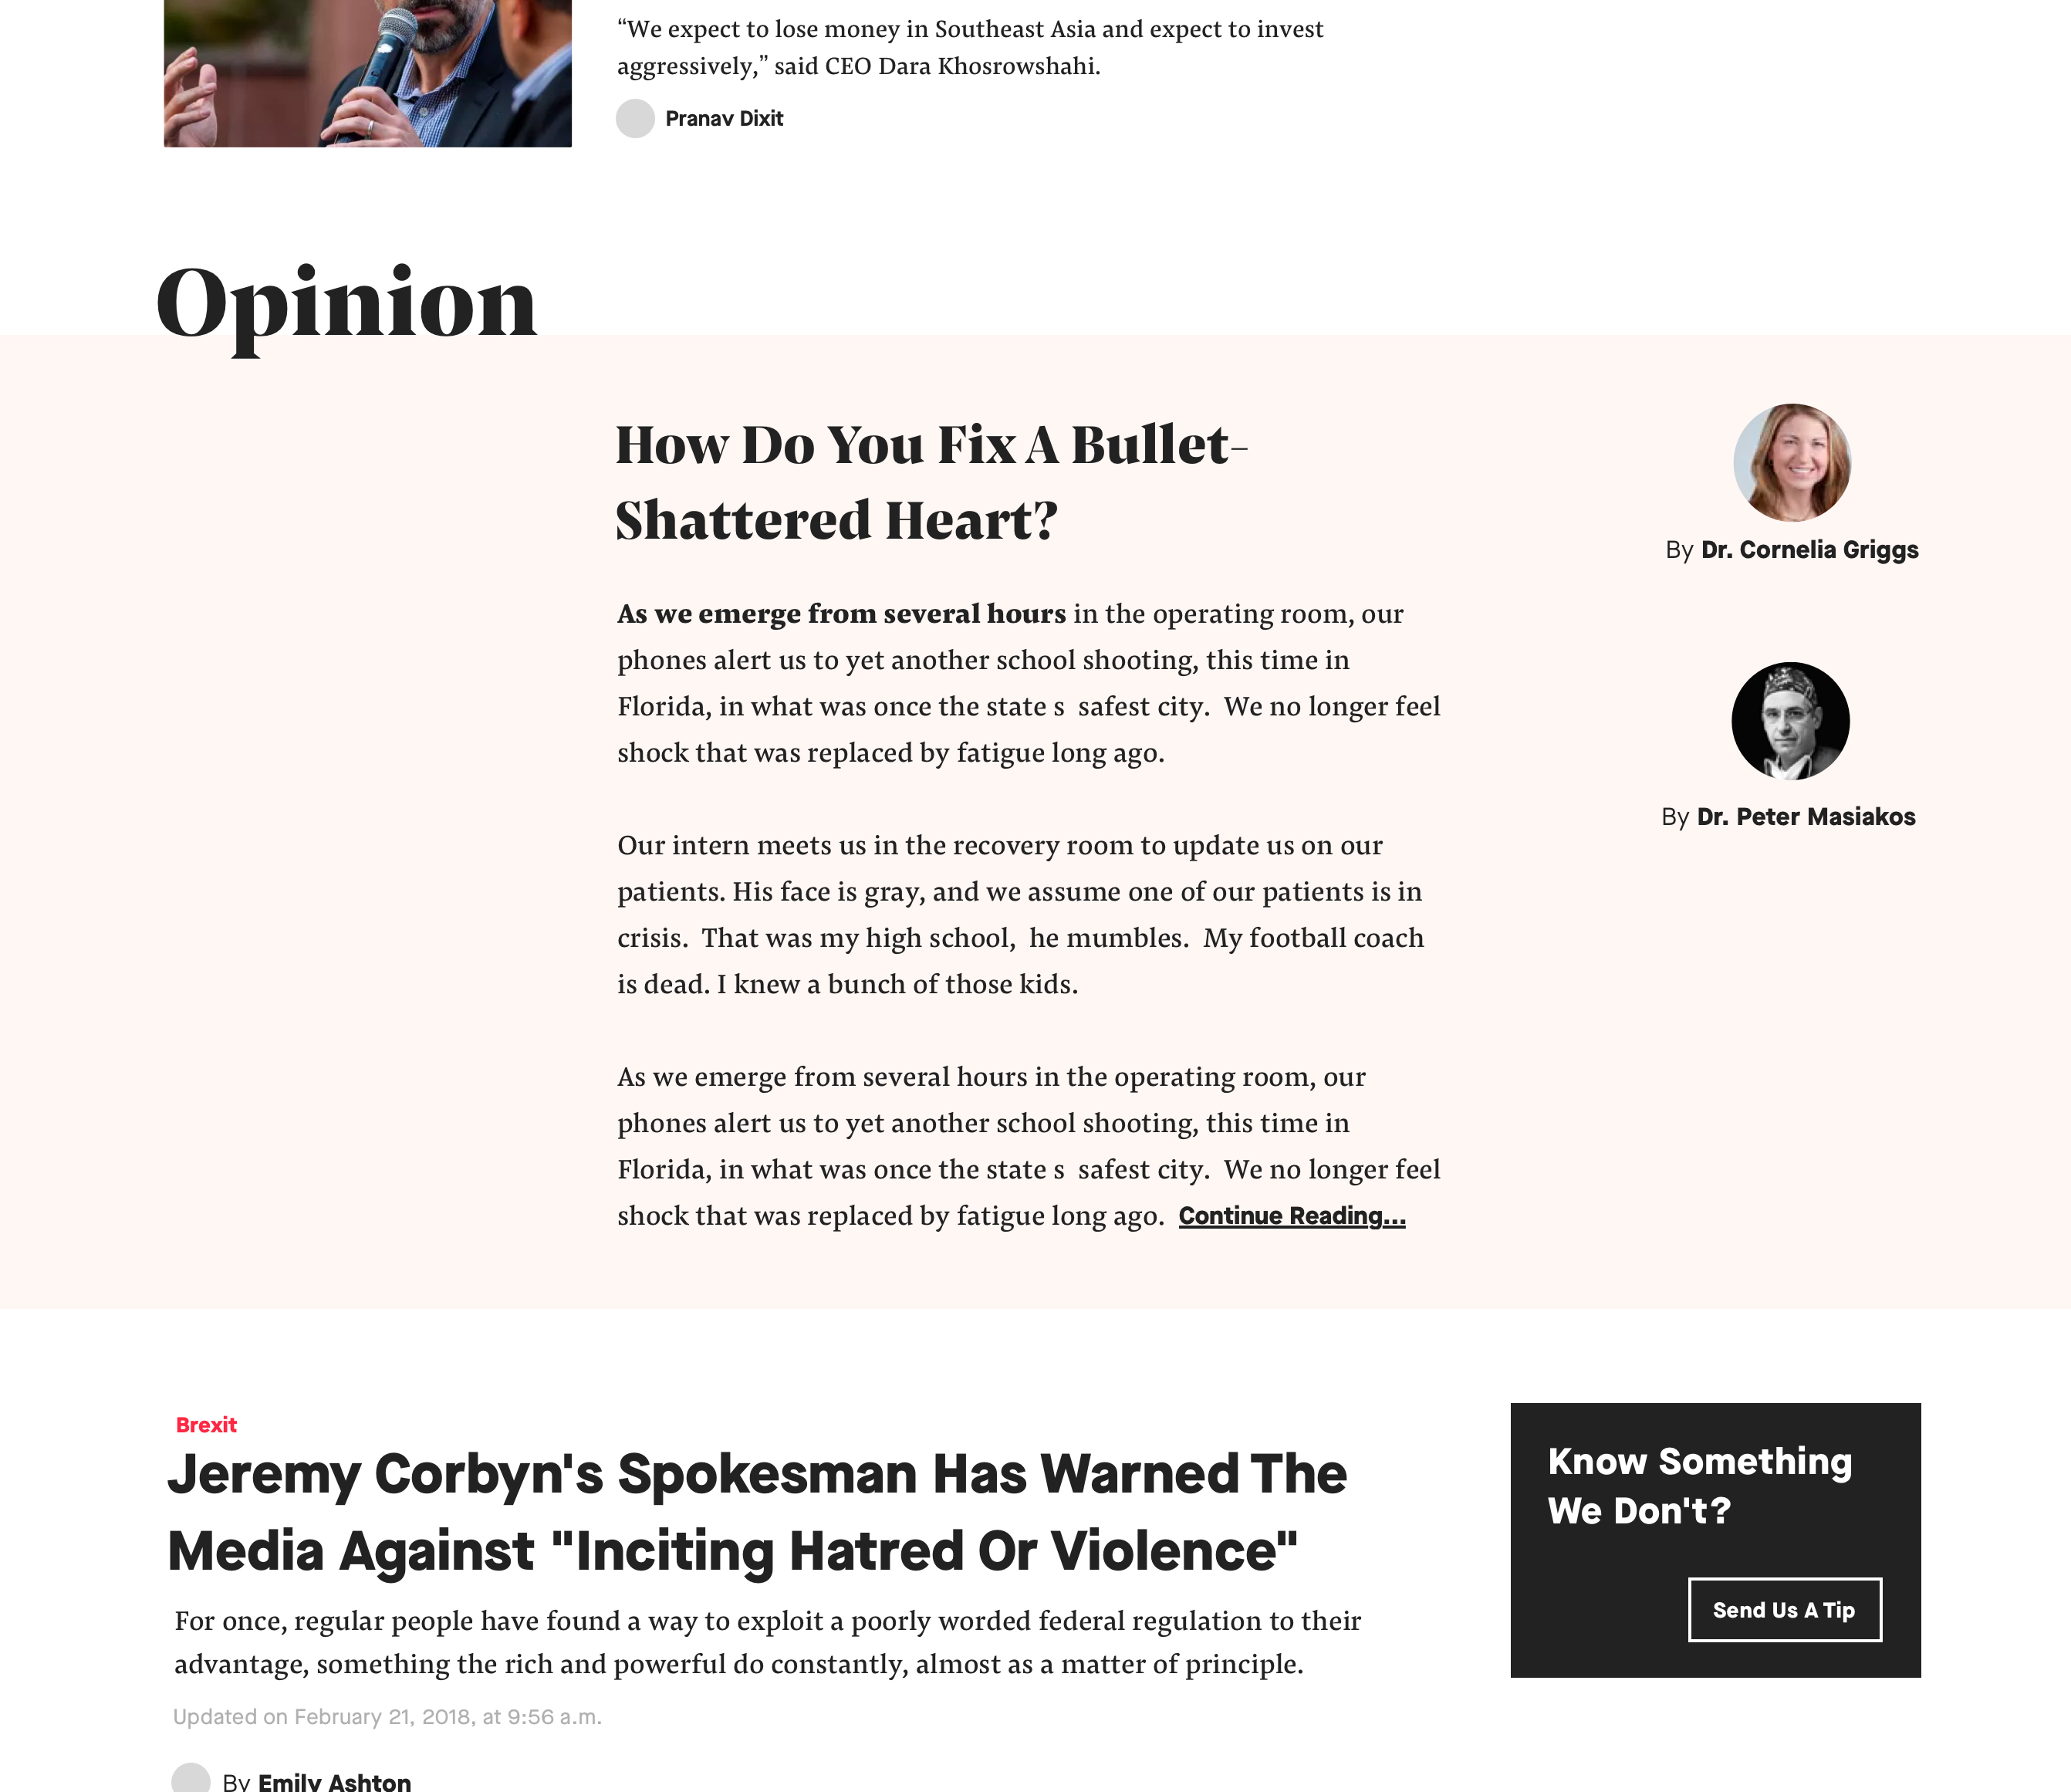 “We expect to lose money in Southeast Asia and expect to invest
aggressively,” said CEO Dara Khosrowshahi.
Pranav Dixit
Opinion
How Do You Fix A Bullet-
Shattered Heart?
By Dr. Cornelia Griggs
As we emerge from several hours in the operating room, our
phones alert us to yet another school shooting, this time in
Florida, in what was once the state s  safest city.  We no longer feel
shock that was replaced by fatigue long ago.
By Dr. Peter Masiakos
Our intern meets us in the recovery room to update us on our
patients. His face is gray, and we assume one of our patients is in
crisis.  That was my high school,  he mumbles.  My football coach
is dead. I knew a bunch of those kids.
As we emerge from several hours in the operating room, our
phones alert us to yet another school shooting, this time in
Florida, in what was once the state s  safest city.  We no longer feel
shock that was replaced by fatigue long ago.  Continue Reading...
Brexit
Jeremy Corbyn's Spokesman Has Warned The
Media Against "Inciting Hatred Or Violence"
For once, regular people have found a way to exploit a poorly worded federal regulation to their
advantage, something the rich and powerful do constantly, almost as a matter of principle.
Updated on February 21, 2018, at 9:56 a.m.
By Emily Ashton
Know Something
We Don't?
Send Us A Tip